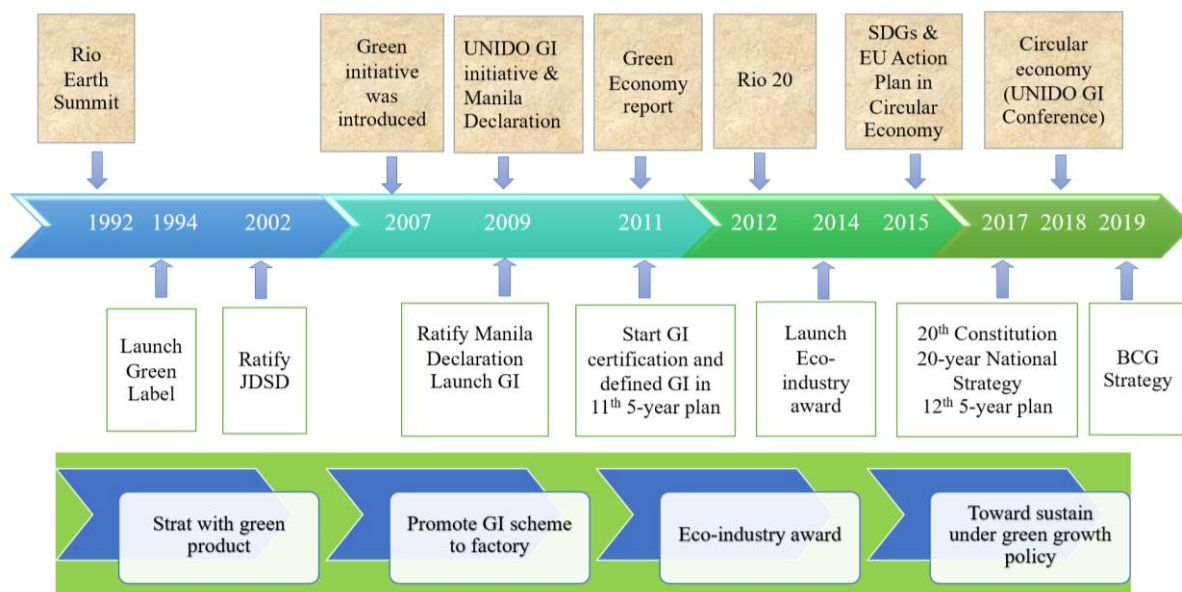 Rio
Earth
Summit
Green
initiative
was
introduced
UNIDO GI
initiative &
Manila
Declaration
Green
Economy
report
Rio 20
SDGs &
EU Action
Plan in
Circular
Economy
Circular
economy
(UNIDO GI
Conference)
1992 1994 2002 2007 2009 2011 2012 2014 2015 2017 2018 2019
Launch
Green
Label
Ratify
JDSD
Ratify Manila
Declaration
Launch GI
Start GI
certification and
defined GI in
11th 5-year plan
Launch
Eco-
industry
award
20th Constitution
20-year National
Strategy
12th 5-year plan
BCG
Strategy
Strat with green
product
Promote GI scheme
to factory
Eco-industry award
Toward sustain
under green growth
policy